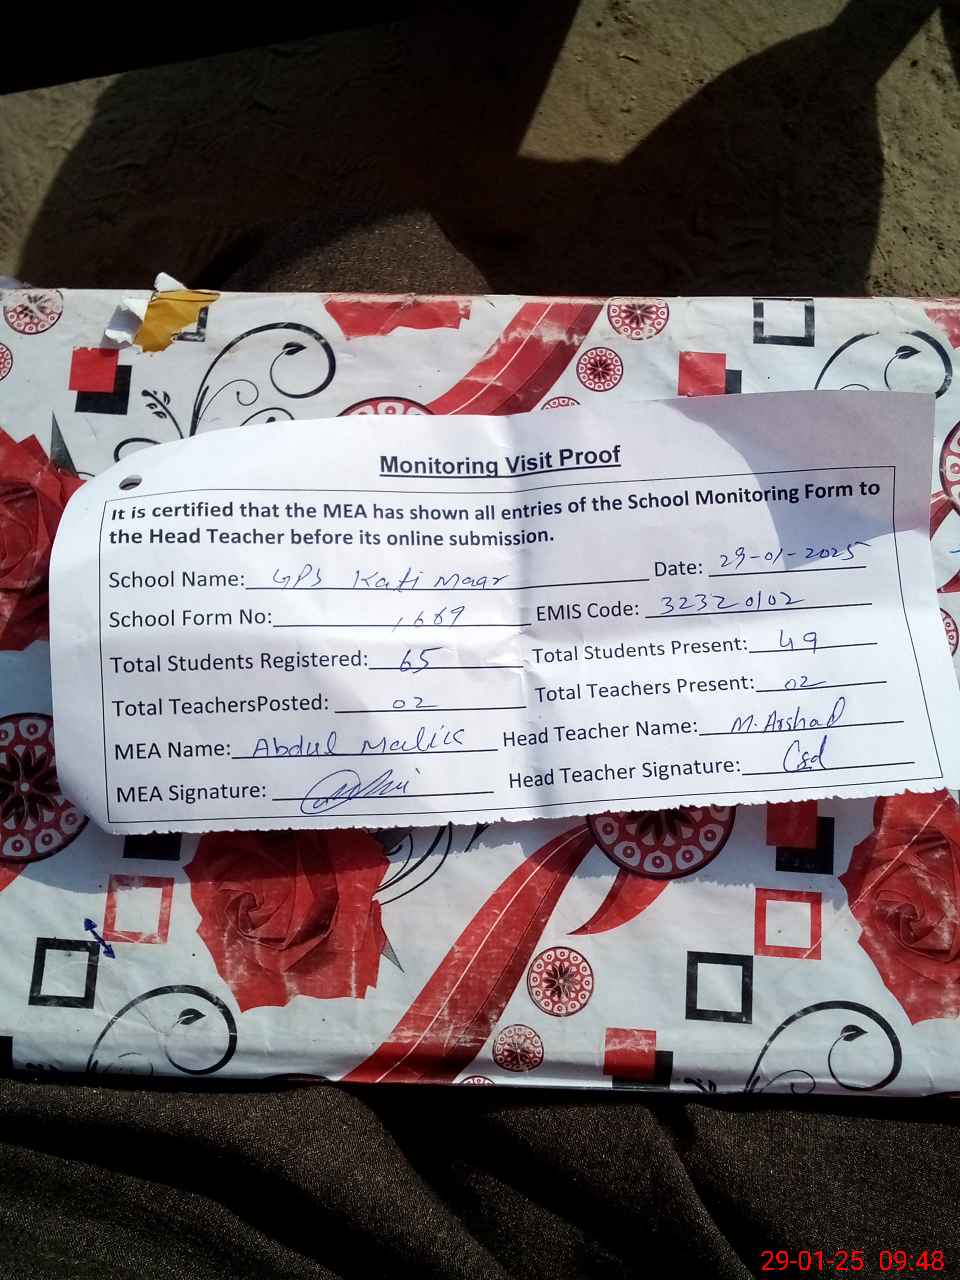 Monitoring Visit Proof
It is certified that the MEA has shown all entries of the School Monitoring Form to
the Head Teacher before its online submission.
School Name: GPS Kati Magr Date: 29-01-2025
School Form No: 1669 EMIS Code: 32320102
Total Students Registered: 65 Total Students Present: 49
Total TeachersPosted: 02 Total Teachers Present: 02
MEA Name: Abdul Malik Head Teacher Name: M. Arshad
MEA Signature: Head Teacher Signature:
29-01-25 09:48